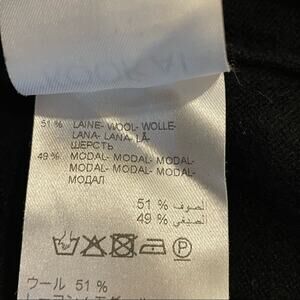 51 % LAINE- WOOL- WOLLE-
LANA- LANA- LÃ-
ШЕРСТЬ
49 % MODAL- MODAL- MODAL-
MODAL- MODAL- MODAL-
МОДАЛ
51 % الصوف
49 %
P
ウール 51 %